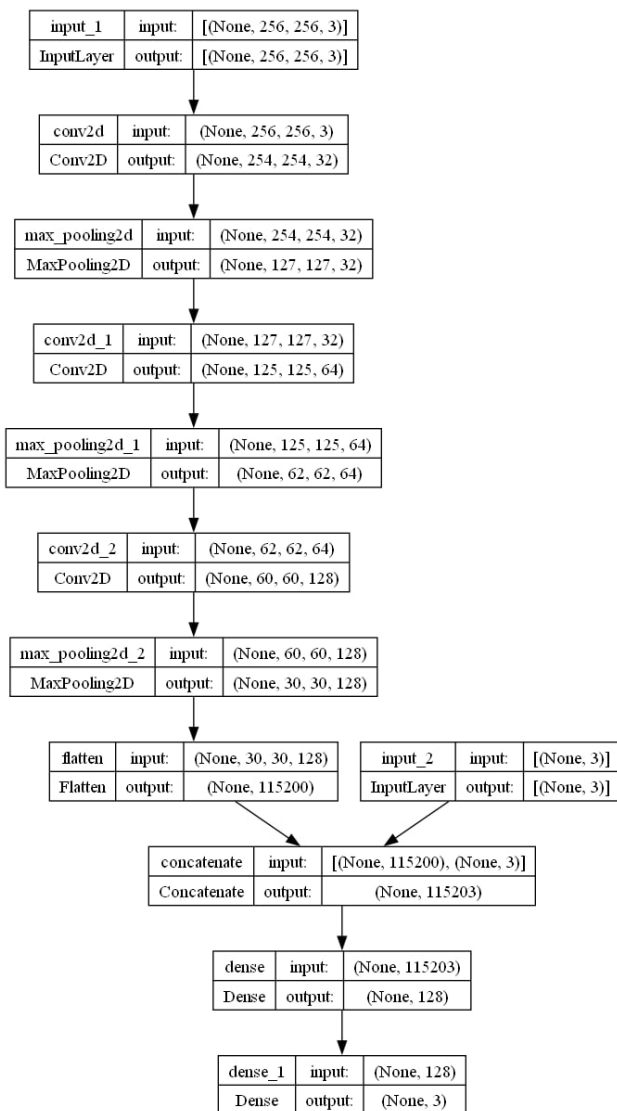 input_1 input: [(None, 256, 256, 3)]
InputLayer output: [(None, 256, 256, 3)]
conv2d input: (None, 256, 256, 3)
Conv2D output: (None, 254, 254, 32)
max_pooling2d input: (None, 254, 254, 32)
MaxPooling2D output: (None, 127, 127, 32)
conv2d_1 input: (None, 127, 127, 32)
Conv2D output: (None, 125, 125, 64)
max_pooling2d_1 input: (None, 125, 125, 64)
MaxPooling2D output: (None, 62, 62, 64)
conv2d_2 input: (None, 62, 62, 64)
Conv2D output: (None, 60, 60, 128)
max_pooling2d_2 input: (None, 60, 60, 128)
MaxPooling2D output: (None, 30, 30, 128)
flatten input: (None, 30, 30, 128)
Flatten output: (None, 115200)
input_2 input: [(None, 3)]
InputLayer output: [(None, 3)]
concatenate input: [(None, 115200), (None, 3)]
Concatenate output: (None, 115203)
dense input: (None, 115203)
Dense output: (None, 128)
dense_1 input: (None, 128)
Dense output: (None, 3)